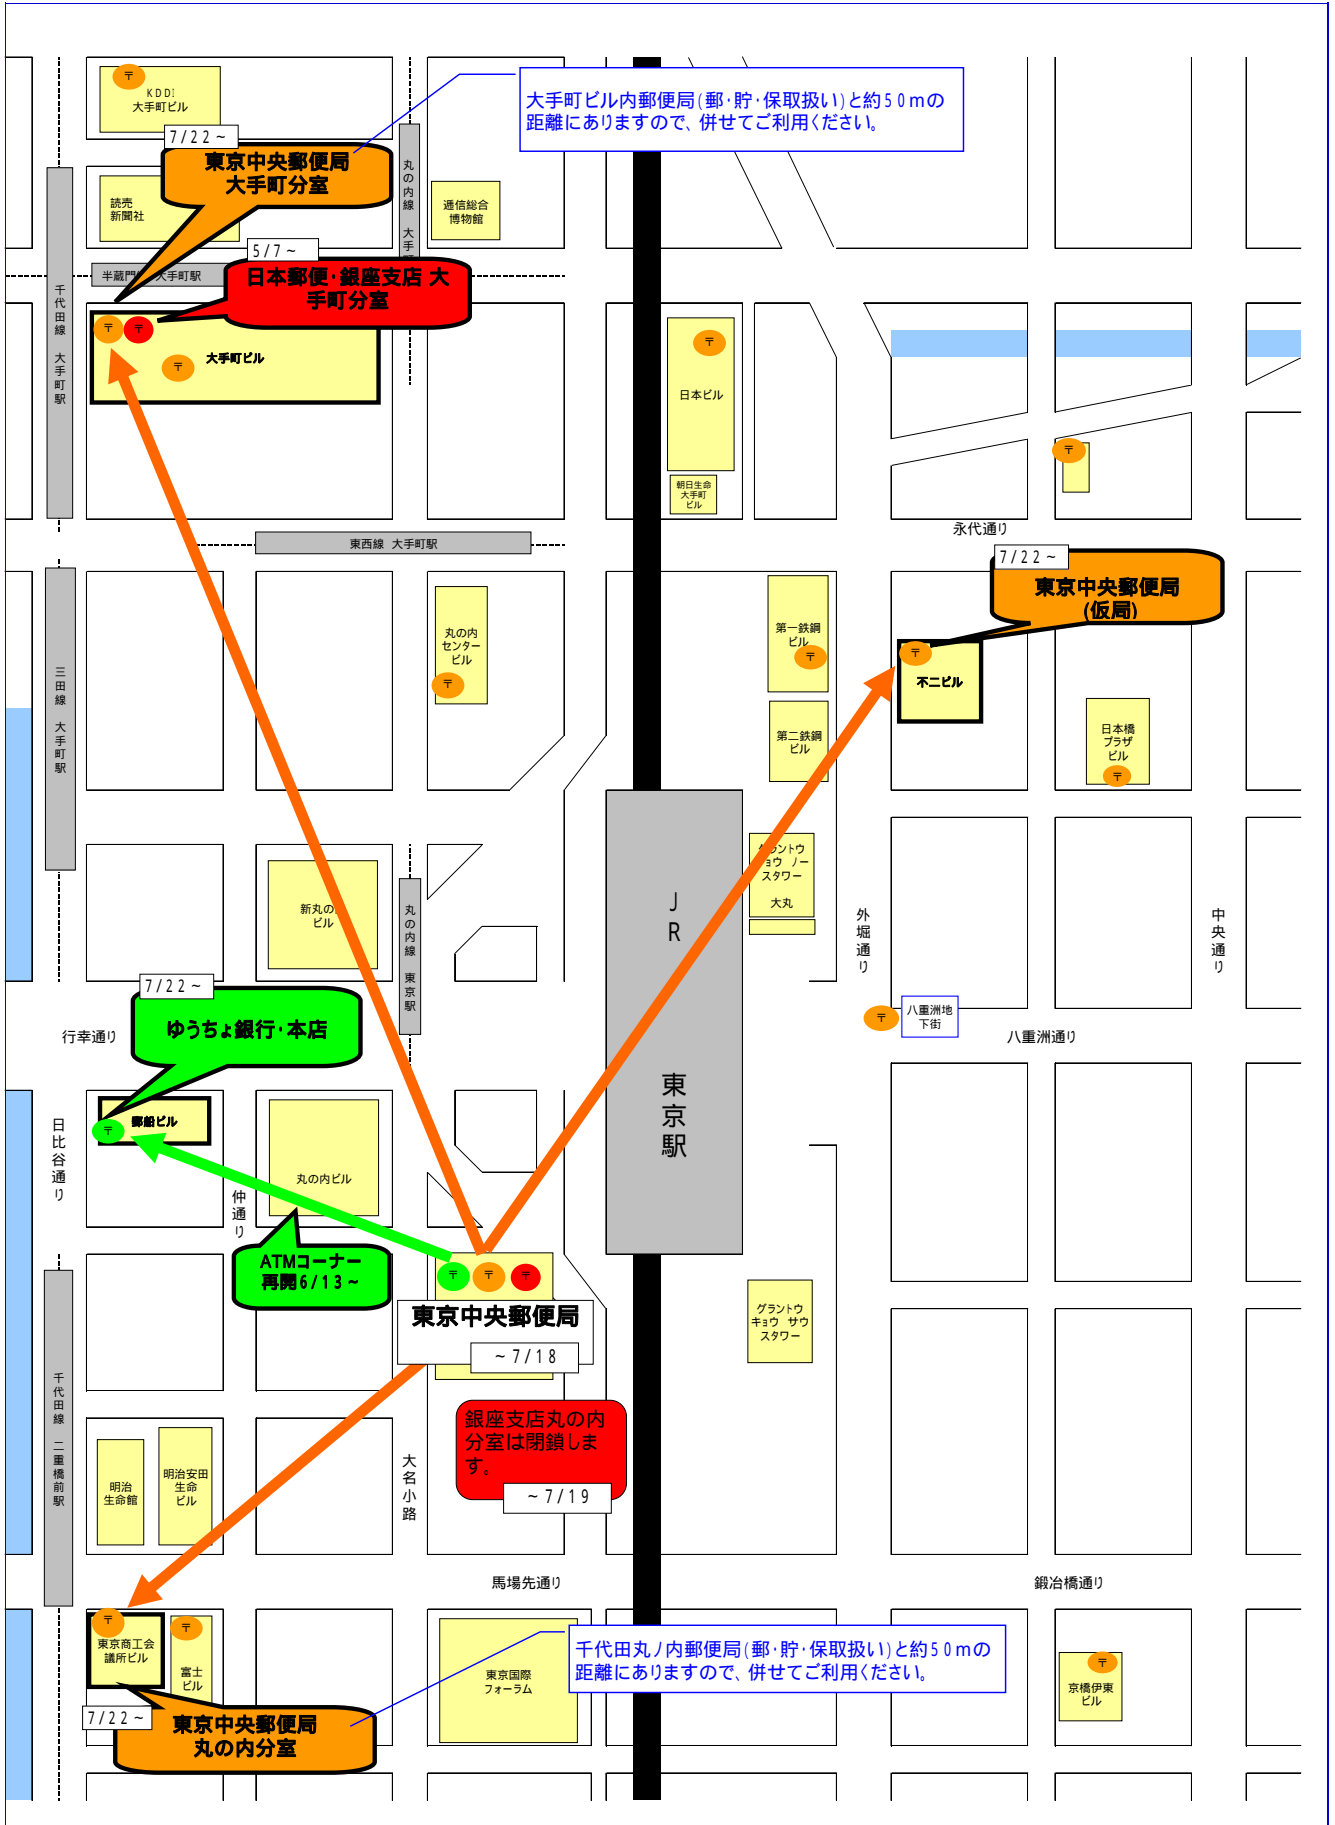 〒
KDDI
大手町ビル
大手町ビル内郵便局(郵・貯・保取扱い)と約50mの
距離にありますので、併せてご利用ください。
7/22～
東京中央郵便局
大手町分室
丸の内線 大手
読売
新聞社
逓信総合
博物館
5/7～
日本郵便・銀座支店 大
手町分室
半蔵門
大手町駅
千代田線 大手町駅
〒
〒
〒
大手町ビル
〒
日本ビル
〒
朝日生命
大手町
ビル
永代通り
東西線 大手町駅
7/22～
東京中央郵便局
(仮局)
丸の内
センター
ビル
〒
第一鉄鋼
ビル
〒
〒
不二ビル
三田線 大手町駅
第二鉄鋼
ビル
日本橋
プラザ
ビル
〒
グラントウ
キョウ ノー
スタワー
大丸
JR
東京駅
新丸の
ビル
丸の内線 東京駅
外堀通り
中央通り
7/22～
ゆうちょ銀行・本店
行幸通り
〒
八重洲地
下街
八重洲通り
〒
郵船ビル
日比谷通り
丸の内ビル
仲通り
ATMコーナー
再開6/13～
〒
〒
〒
東京中央郵便局
～7/18
グラントウ
キョウ サウ
スタワー
千代田線 二重橋前駅
銀座支店丸の内
分室は閉鎖しま
す。
～7/19
大名小路
明治
生命館
明治安田
生命
ビル
馬場先通り
鍛冶橋通り
〒
東京商工会
議所ビル
〒
富士
ビル
東京国際
フォーラム
千代田丸ノ内郵便局(郵・貯・保取扱い)と約50mの
距離にありますので、併せてご利用ください。
〒
京橋伊東
ビル
7/22～
東京中央郵便局
丸の内分室